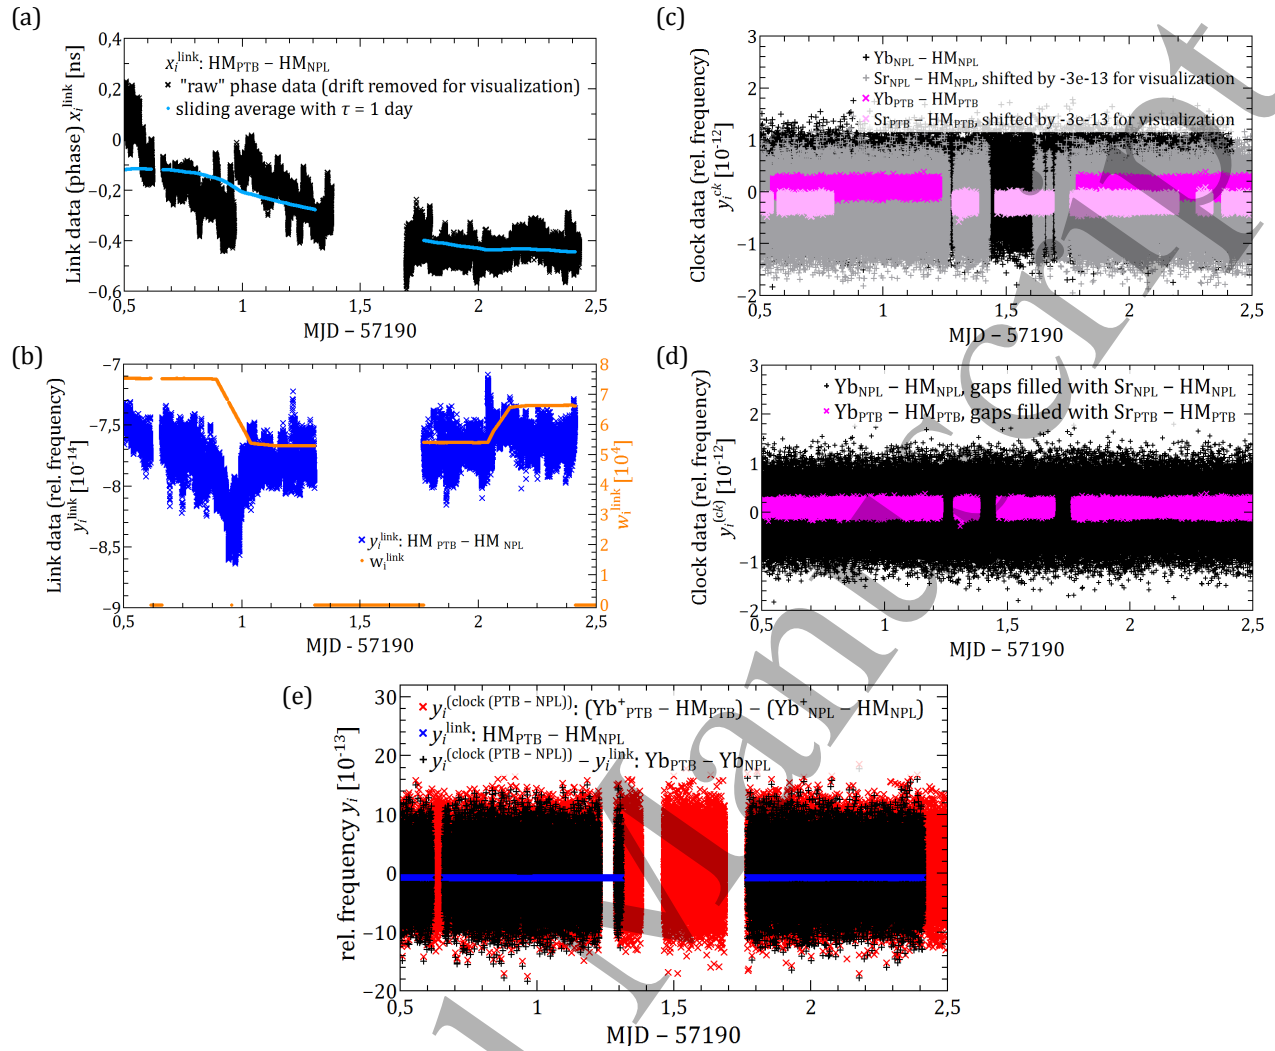 (a)
0,4
0,2
0
−0,2
−0,4
−0,6
Link data (phase) x_i^link [ns]
x_i^link: HM_PTB − HM_NPL
× "raw" phase data (drift removed for visualization)
sliding average with τ = 1 day
0,5 1 1,5 2 2,5
MJD − 57190
(c)
3
2
1
0
−1
−2
Clock data (rel. frequency)
y_i^ck [10^-12]
+ Yb_NPL − HM_NPL
+ Sr_NPL − HM_NPL, shifted by -3e-13 for visualization
× Yb_PTB − HM_PTB
× Sr_PTB − HM_PTB, shifted by -3e-13 for visualization
0,5 1 1,5 2 2,5
MJD − 57190
(b)
−7
−7,5
−8
−8,5
−9
Link data (rel. frequency)
y_i^link [10^-14]
× y_i^link: HM_PTB − HM_NPL
w_i^link
8
7
6
5
4
3
2
1
0
w_i^link [10^4]
0,5 1 1,5 2 2,5
MJD - 57190
(d)
3
2
1
0
−1
−2
Clock data (rel. frequency)
y_i^(ck) [10^-12]
+ Yb_NPL − HM_NPL, gaps filled with Sr_NPL − HM_NPL
× Yb_PTB − HM_PTB, gaps filled with Sr_PTB − HM_PTB
0,5 1 1,5 2 2,5
MJD − 57190
(e)
30
20
10
0
−10
−20
rel. frequency y_i [10^-13]
× y_i^(clock (PTB − NPL)): (Yb^+_PTB − HM_PTB) − (Yb^+_NPL − HM_NPL)
× y_i^link: HM_PTB − HM_NPL
+ y_i^(clock (PTB − NPL)) − y_i^link: Yb_PTB − Yb_NPL
0,5 1 1,5 2 2,5
MJD − 57190